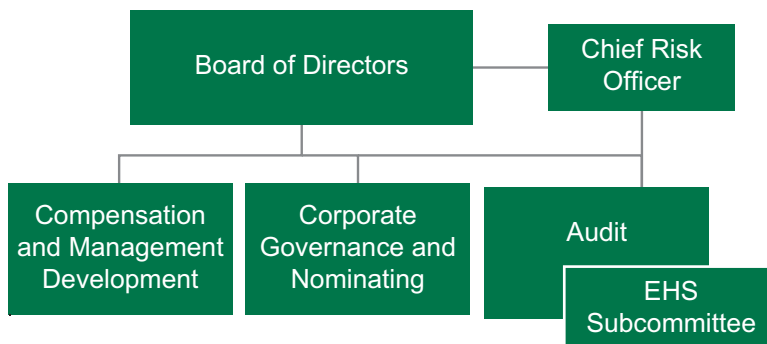 Board of Directors
Chief Risk
Officer
Compensation
and Management
Development
Corporate
Governance and
Nominating
Audit
EHS
Subcommittee